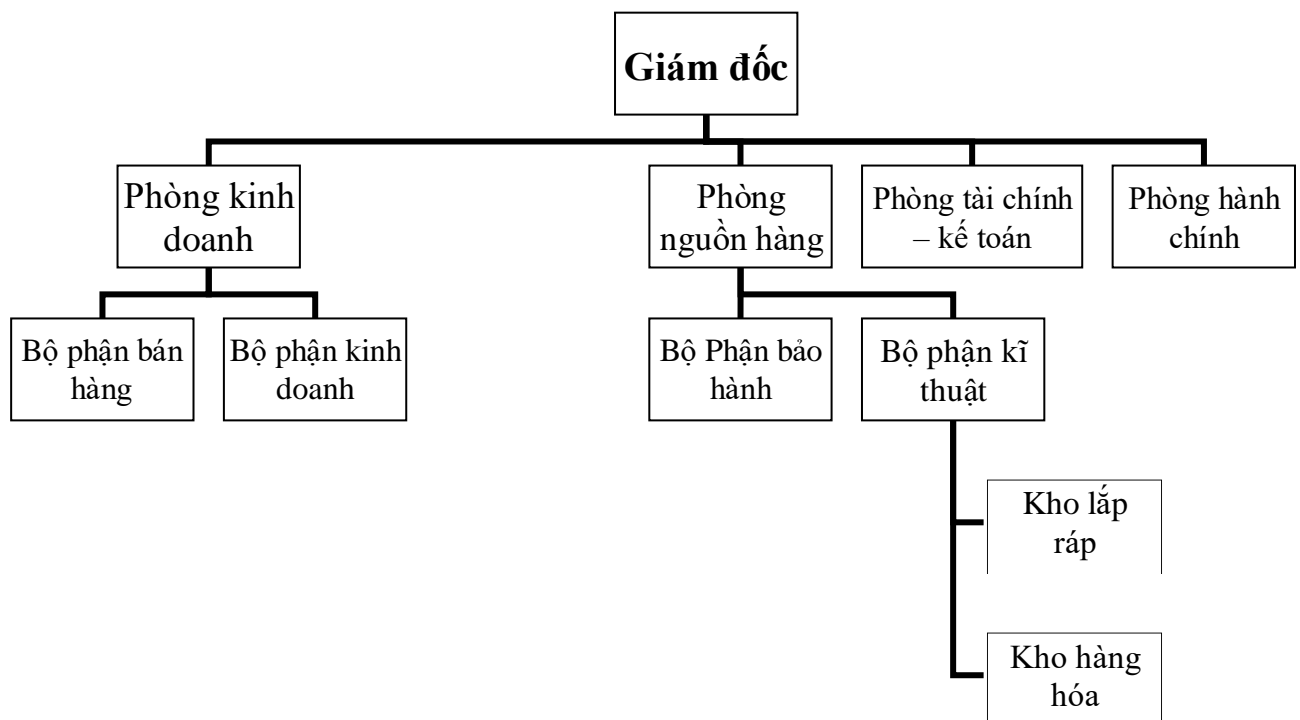 Giám đốc
Phòng kinh
doanh
Phòng
nguồn hàng
Phòng tài chính
– kế toán
Phòng hành
chính
Bộ phận bán
hàng
Bộ phận kinh
doanh
Bộ Phận bảo
hành
Bộ phận kĩ
thuật
Kho lắp
ráp
Kho hàng
hóa